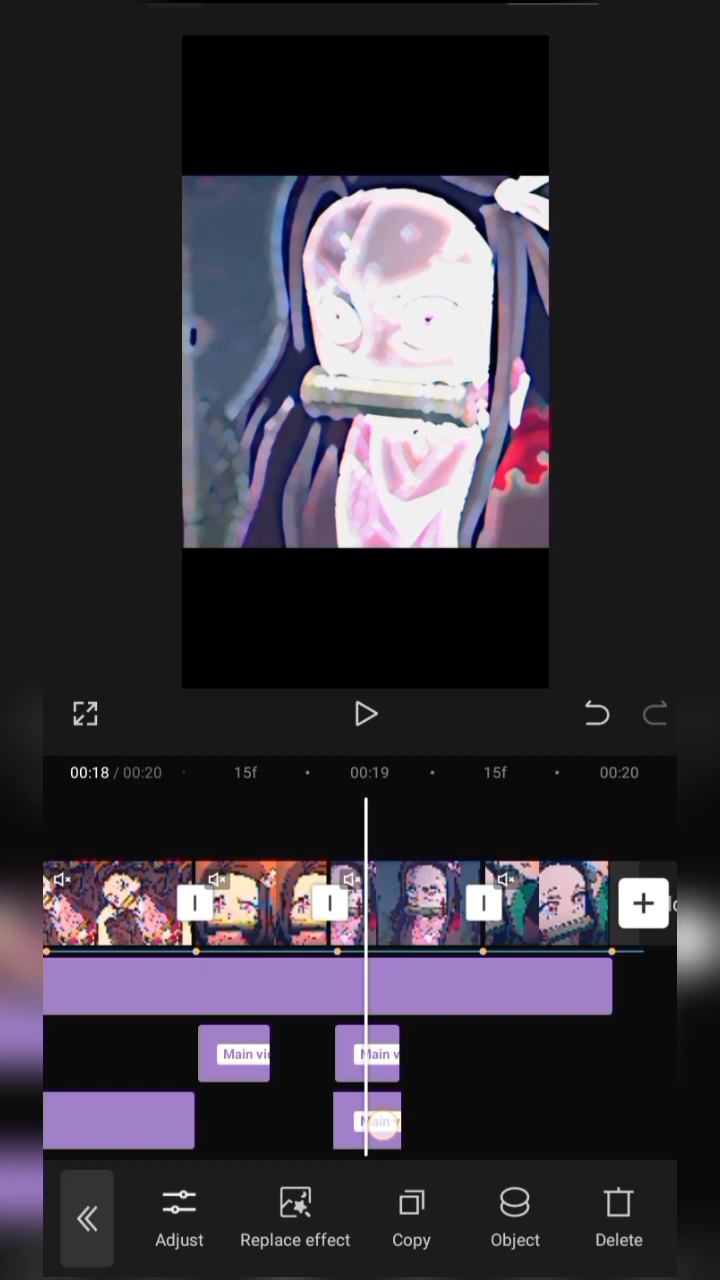 00:18 / 00:20
15f
00:19
15f
00:20
Main vi
Main v
Main v
Adjust
Replace effect
Copy
Object
Delete